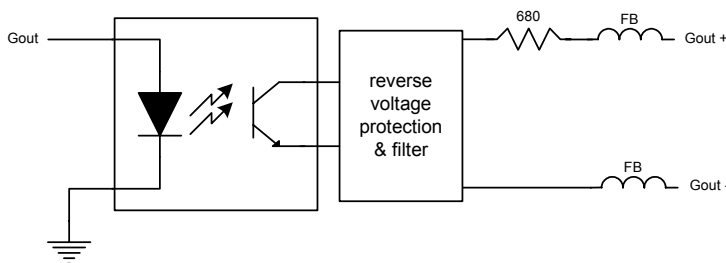 680
FB
Gout
Gout +
reverse
voltage
protection
& filter
FB
Gout -